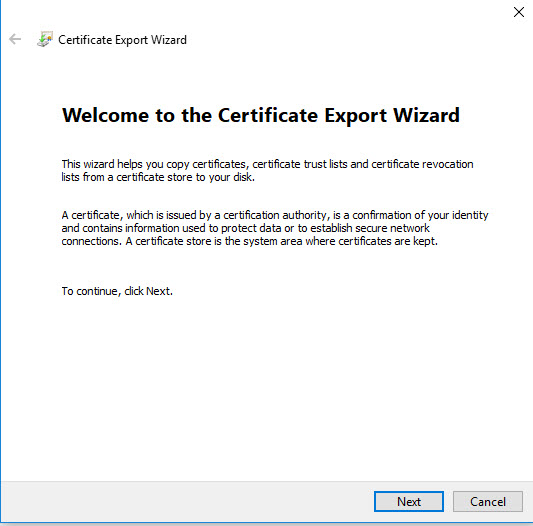 Certificate Export Wizard
Welcome to the Certificate Export Wizard
This wizard helps you copy certificates, certificate trust lists and certificate revocation
lists from a certificate store to your disk.
A certificate, which is issued by a certification authority, is a confirmation of your identity
and contains information used to protect data or to establish secure network
connections. A certificate store is the system area where certificates are kept.
To continue, click Next.
Next Cancel